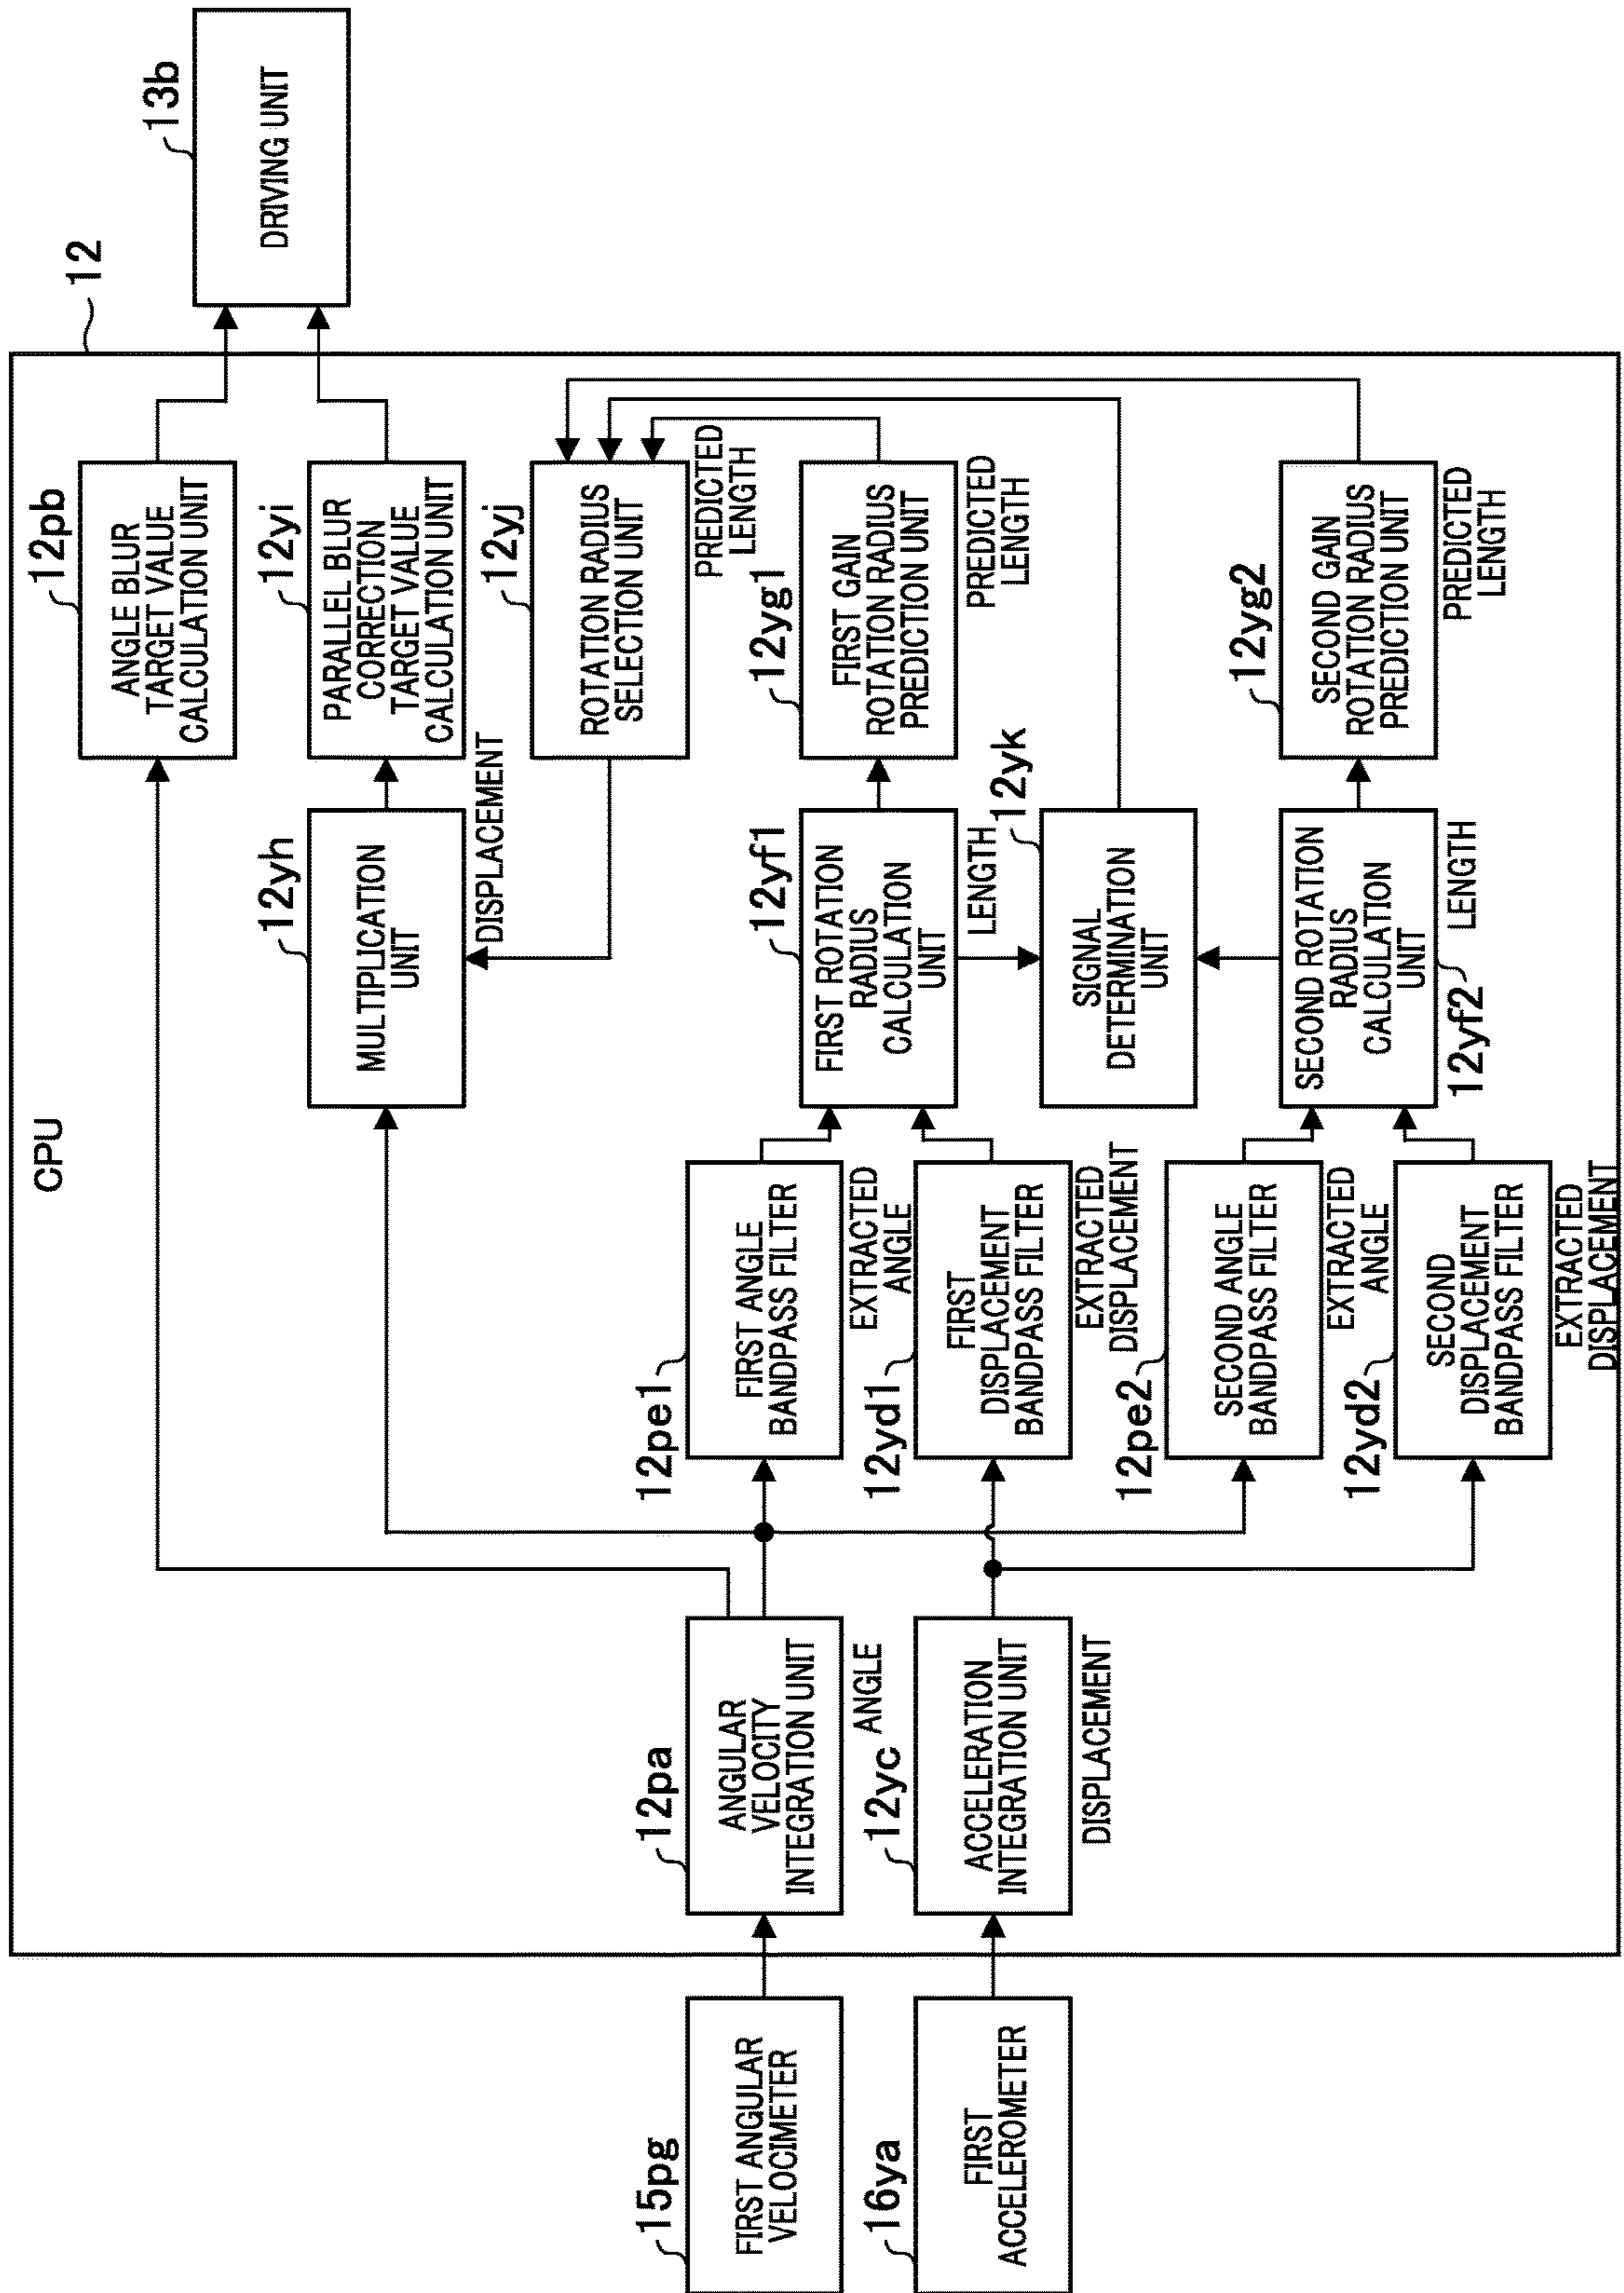 CPU
12
15pg
FIRST ANGULAR
VELOCIMETER
16ya
FIRST
ACCELEROMETER
12pa
ANGULAR
VELOCITY
INTEGRATION UNIT
ANGLE
12yc
ACCELERATION
INTEGRATION UNIT
DISPLACEMENT
12pe1
FIRST ANGLE
BANDPASS FILTER
EXTRACTED
ANGLE
12yd1
FIRST
DISPLACEMENT
BANDPASS FILTER
EXTRACTED
DISPLACEMENT
12pe2
SECOND ANGLE
BANDPASS FILTER
EXTRACTED
ANGLE
12yd2
SECOND
DISPLACEMENT
BANDPASS FILTER
EXTRACTED
DISPLACEMENT
12yh
MULTIPLICATION
UNIT
DISPLACEMENT
12yf1
FIRST ROTATION
RADIUS
CALCULATION
UNIT
LENGTH
12yk
SIGNAL
DETERMINATION
UNIT
SECOND ROTATION
RADIUS
CALCULATION
UNIT
12yf2
LENGTH
12pb
ANGLE BLUR
TARGET VALUE
CALCULATION UNIT
12yi
PARALLEL BLUR
CORRECTION
TARGET VALUE
CALCULATION UNIT
12yj
ROTATION RADIUS
SELECTION UNIT
PREDICTED
LENGTH
12yg1
FIRST GAIN
ROTATION RADIUS
PREDICTION UNIT
PREDICTED
LENGTH
12yg2
SECOND GAIN
ROTATION RADIUS
PREDICTION UNIT
PREDICTED
LENGTH
13b
DRIVING UNIT